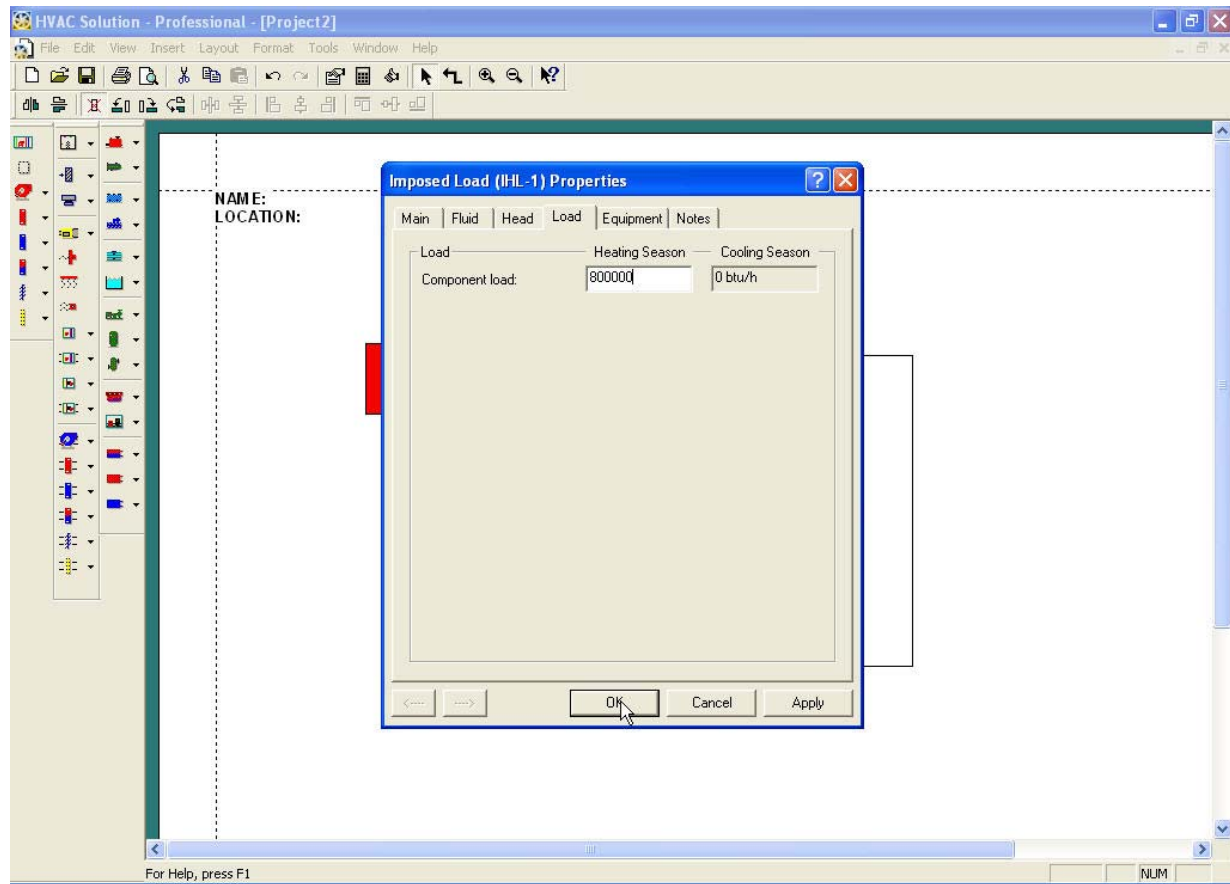 HVAC Solution - Professional - [Project2]
File Edit View Insert Layout Format Tools Window Help
NAME:
LOCATION:
Imposed Load (IHL-1) Properties
Main Fluid Head Load Equipment Notes
Load Heating Season Cooling Season
Component load: 800000 0 btu/h
<---- ----> OK Cancel Apply
For Help, press F1 NUM